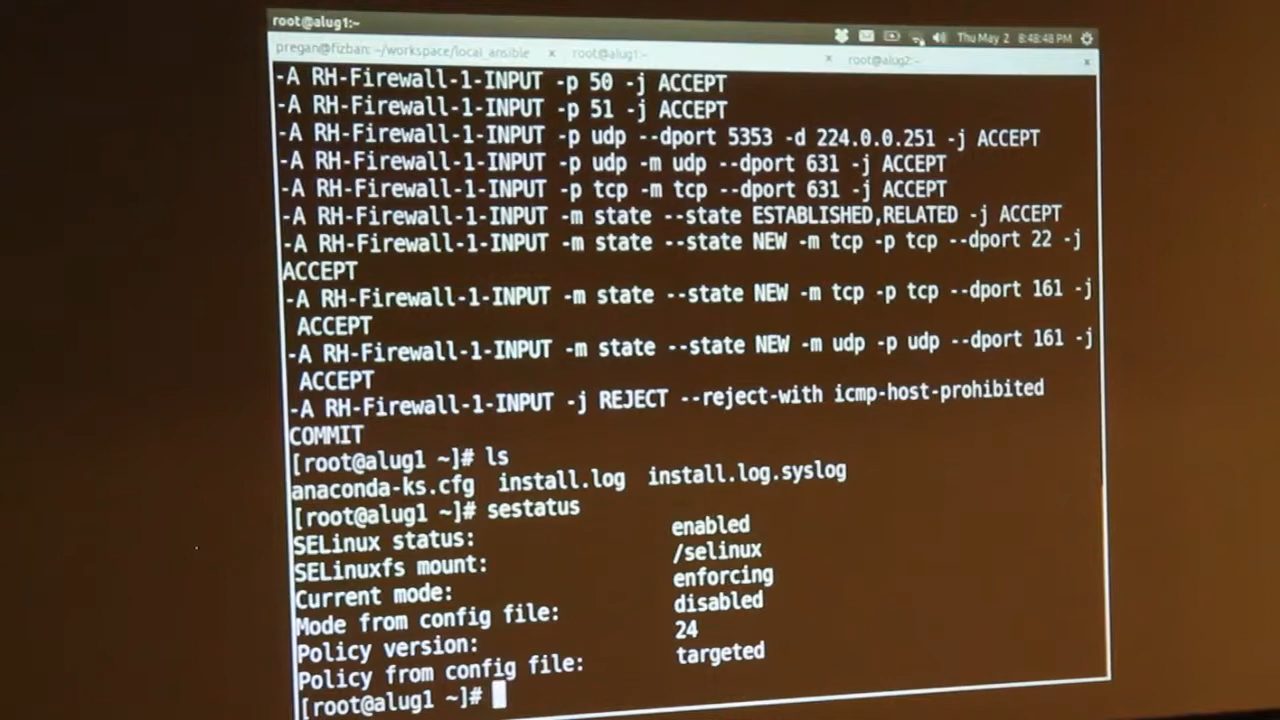 root@alug1:~
Thu May 2 8:48:48 PM
pregan@fizban: ~/workspace/local_ansible x root@alug1:~ x root@alug2:~ x
-A RH-Firewall-1-INPUT -p 50 -j ACCEPT
-A RH-Firewall-1-INPUT -p 51 -j ACCEPT
-A RH-Firewall-1-INPUT -p udp --dport 5353 -d 224.0.0.251 -j ACCEPT
-A RH-Firewall-1-INPUT -p udp -m udp --dport 631 -j ACCEPT
-A RH-Firewall-1-INPUT -p tcp -m tcp --dport 631 -j ACCEPT
-A RH-Firewall-1-INPUT -m state --state ESTABLISHED,RELATED -j ACCEPT
-A RH-Firewall-1-INPUT -m state --state NEW -m tcp -p tcp --dport 22 -j
ACCEPT
-A RH-Firewall-1-INPUT -m state --state NEW -m tcp -p tcp --dport 161 -j
ACCEPT
-A RH-Firewall-1-INPUT -m state --state NEW -m udp -p udp --dport 161 -j
ACCEPT
-A RH-Firewall-1-INPUT -j REJECT --reject-with icmp-host-prohibited
COMMIT
[root@alug1 ~]# ls
anaconda-ks.cfg install.log install.log.syslog
[root@alug1 ~]# sestatus
SELinux status: enabled
SELinuxfs mount: /selinux
Current mode: enforcing
Mode from config file: disabled
Policy version: 24
Policy from config file: targeted
[root@alug1 ~]#